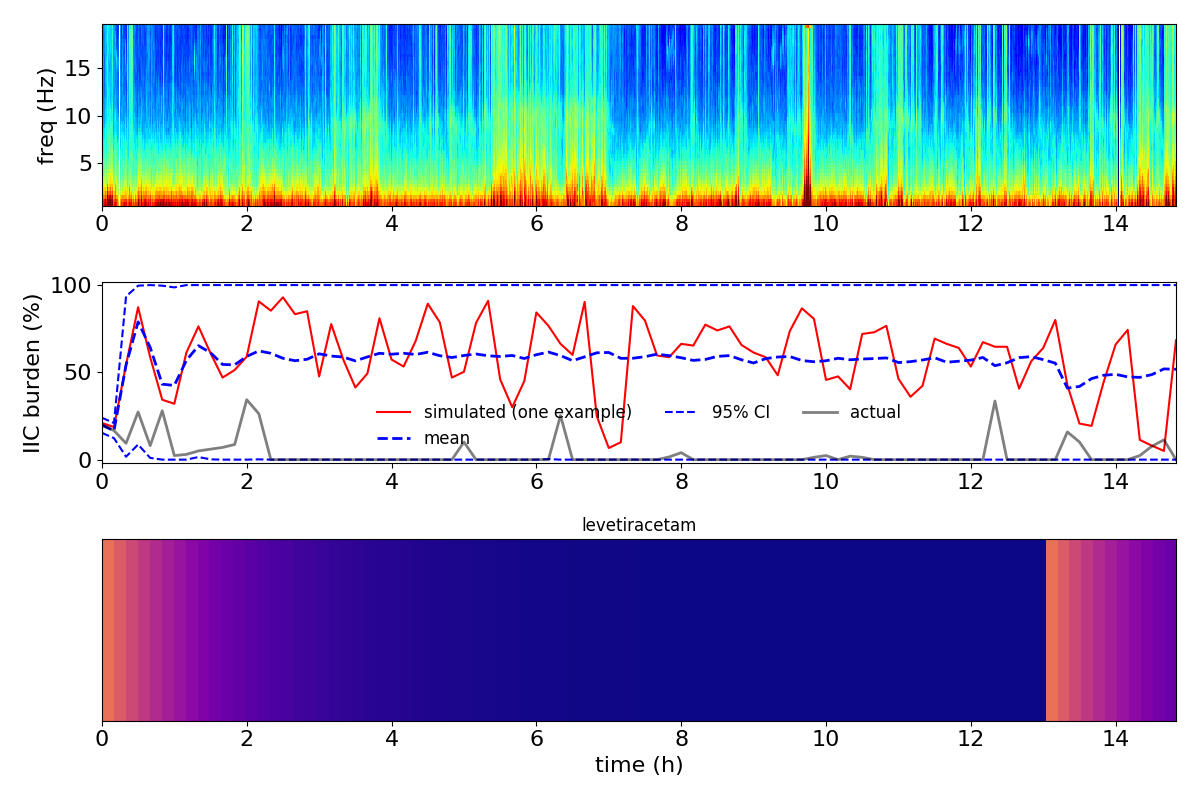 freq (Hz)
15
10
5
0 2 4 6 8 10 12 14
IIC burden (%)
100
50
0
simulated (one example) 95% CI actual
mean
0 2 4 6 8 10 12 14
levetiracetam
0 2 4 6 8 10 12 14
time (h)